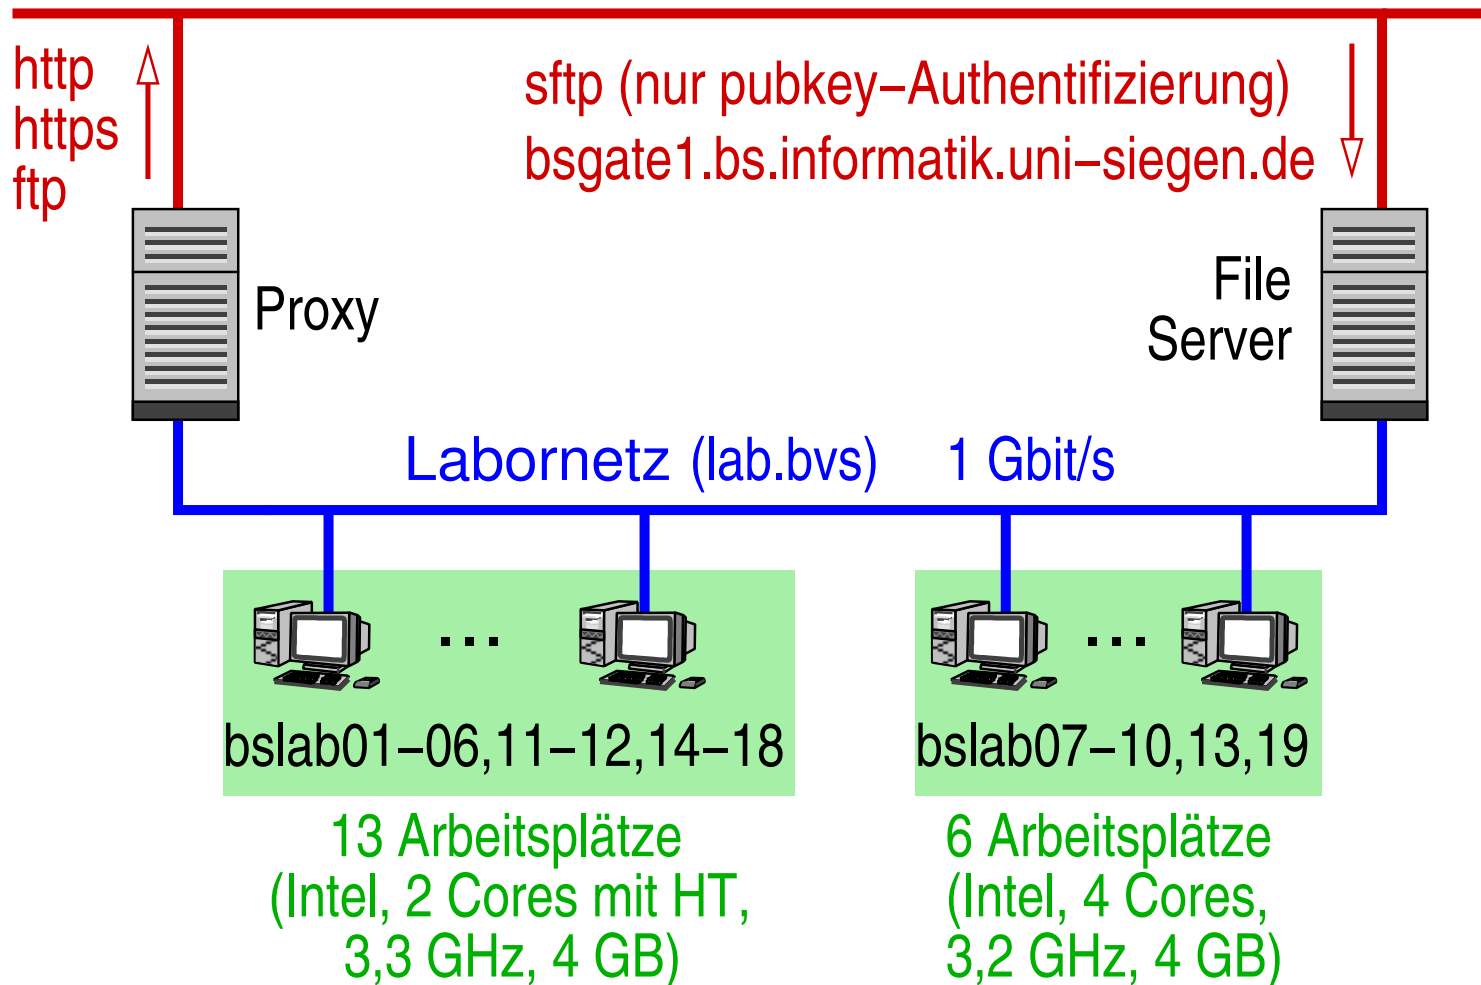 http
https
ftp
sftp (nur pubkey–Authentifizierung)
bsgate1.bs.informatik.uni–siegen.de
Proxy
File
Server
Labornetz (lab.bvs) 1 Gbit/s
...
...
bslab01–06,11–12,14–18
bslab07–10,13,19
13 Arbeitsplätze
(Intel, 2 Cores mit HT,
3,3 GHz, 4 GB)
6 Arbeitsplätze
(Intel, 4 Cores,
3,2 GHz, 4 GB)